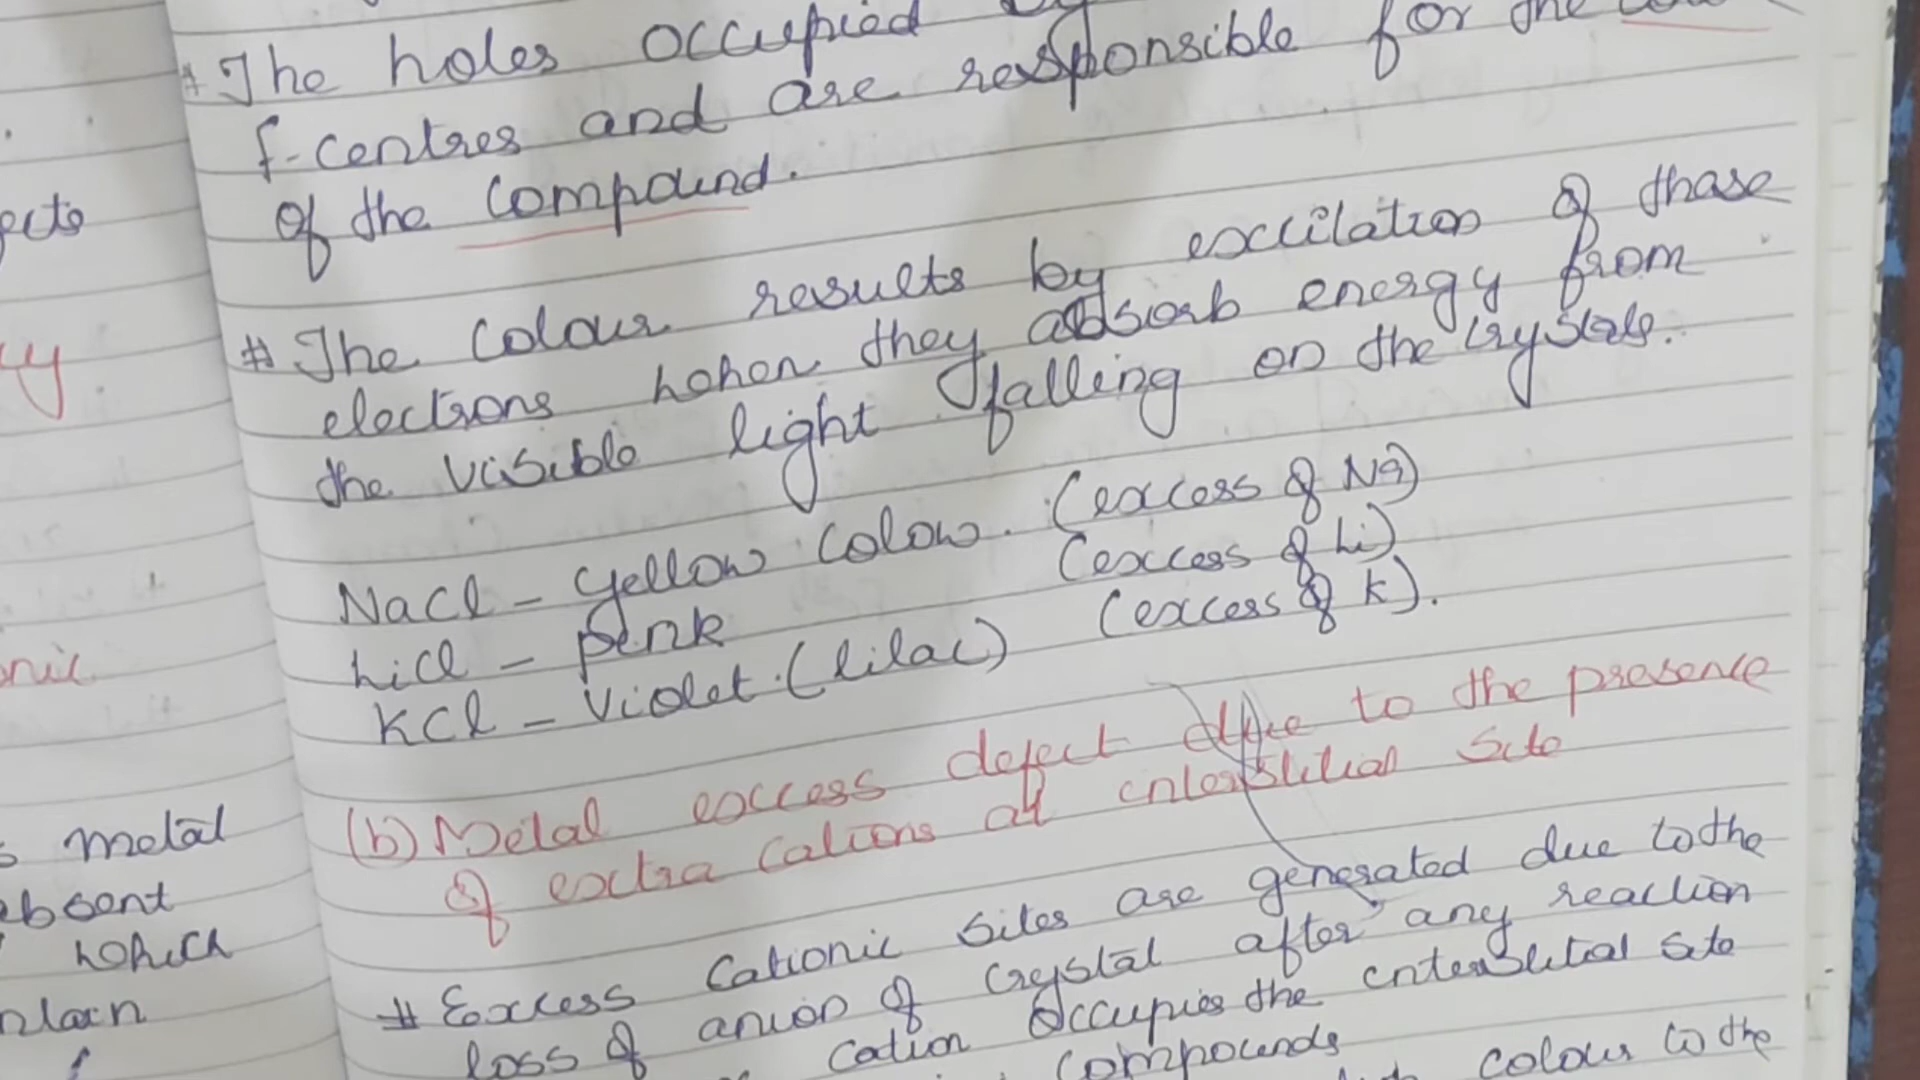 ects
y
onic
s metal
absent
which
nlain
# The holes occupied by
f-centres and are responsible for the
of the compound.
# The colour results by excitation of these
electrons when they absorb energy from
the visible light falling on the crystals.
NaCl - yellow colour. (excess of Na)
LiCl - pink (excess of Li)
KCl - violet. (lilac) (excess of K).
(b) Metal excess defect due to the presence
of extra cations at interstitial site
# Excess cationic sites are generated due to the
loss of anion of crystal after any reaction
cation occupies the interstitial site
compounds
colour to the